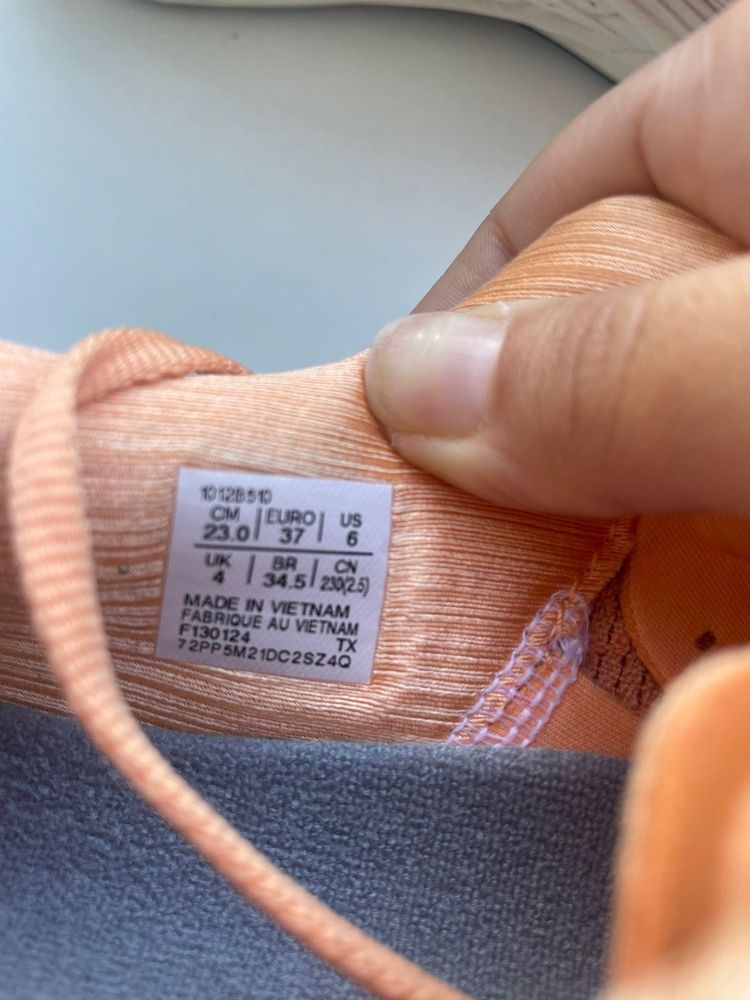 1012B510
CM | EURO | US
23.0 | 37 | 6
UK | BR | CN
4 | 34.5 | 230(2.5)
MADE IN VIETNAM
FABRIQUE AU VIETNAM
F130124 TX
72PP5M21DC2SZ4Q